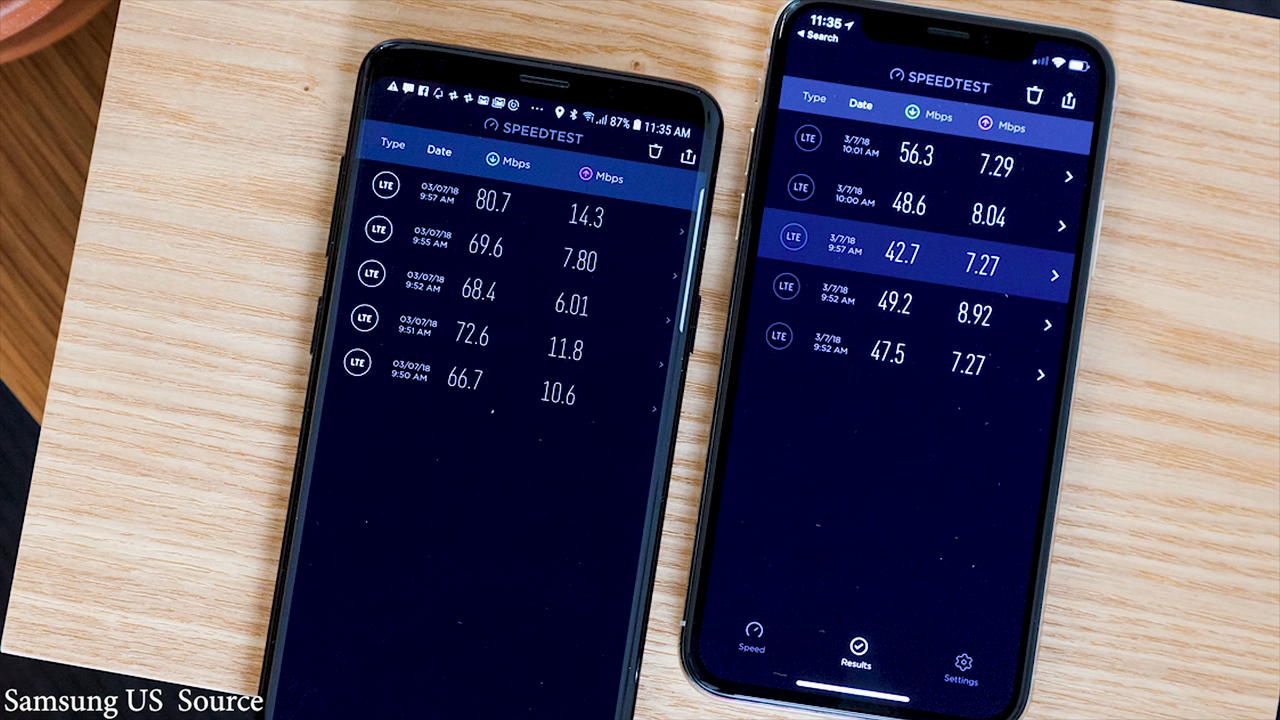 87% 11:35 AM
SPEEDTEST
Type Date Mbps Mbps
LTE 03/07/18 9:57 AM 80.7 14.3
LTE 03/07/18 9:55 AM 69.6 7.80
LTE 03/07/18 9:52 AM 68.4 6.01
LTE 03/07/18 9:51 AM 72.6 11.8
LTE 03/07/18 9:50 AM 66.7 10.6
11:35
Search
SPEEDTEST
Type Date Mbps Mbps
LTE 3/7/18 10:01 AM 56.3 7.29
LTE 3/7/18 10:00 AM 48.6 8.04
LTE 3/7/18 9:57 AM 42.7 7.27
LTE 3/7/18 9:52 AM 49.2 8.92
LTE 3/7/18 9:52 AM 47.5 7.27
Speed Results Settings
Samsung US Source